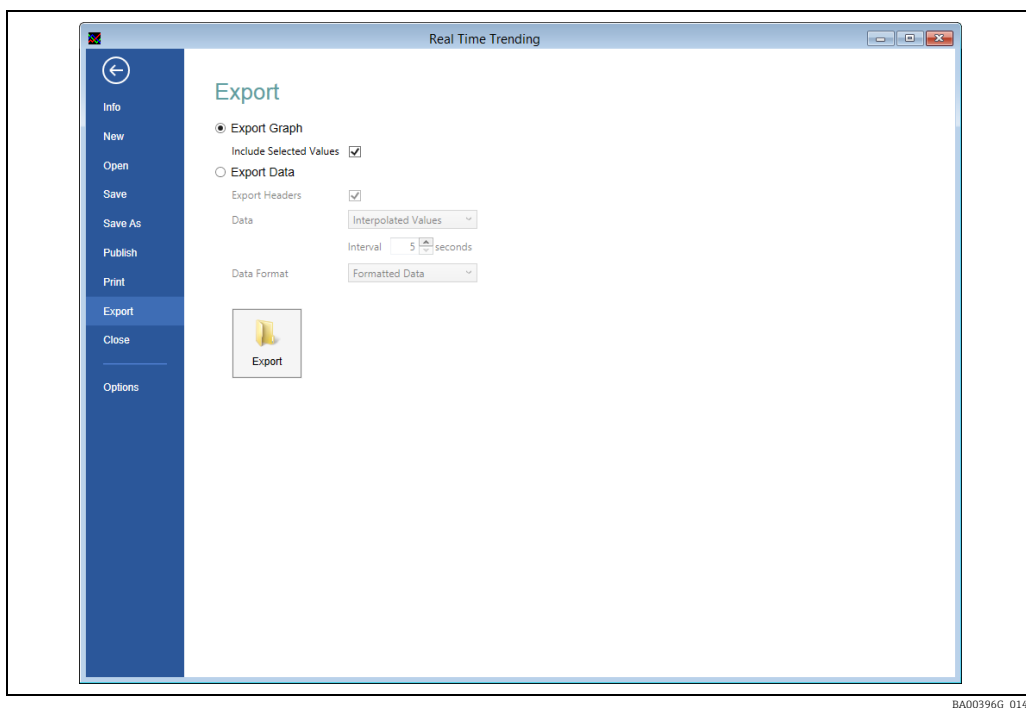 Real Time Trending
Export
Info
New
Open
Save
Save As
Publish
Print
Export
Close
Options
Export Graph
Include Selected Values
Export Data
Export Headers
Data Interpolated Values
Interval 5 seconds
Data Format Formatted Data
Export
BA00396G_014